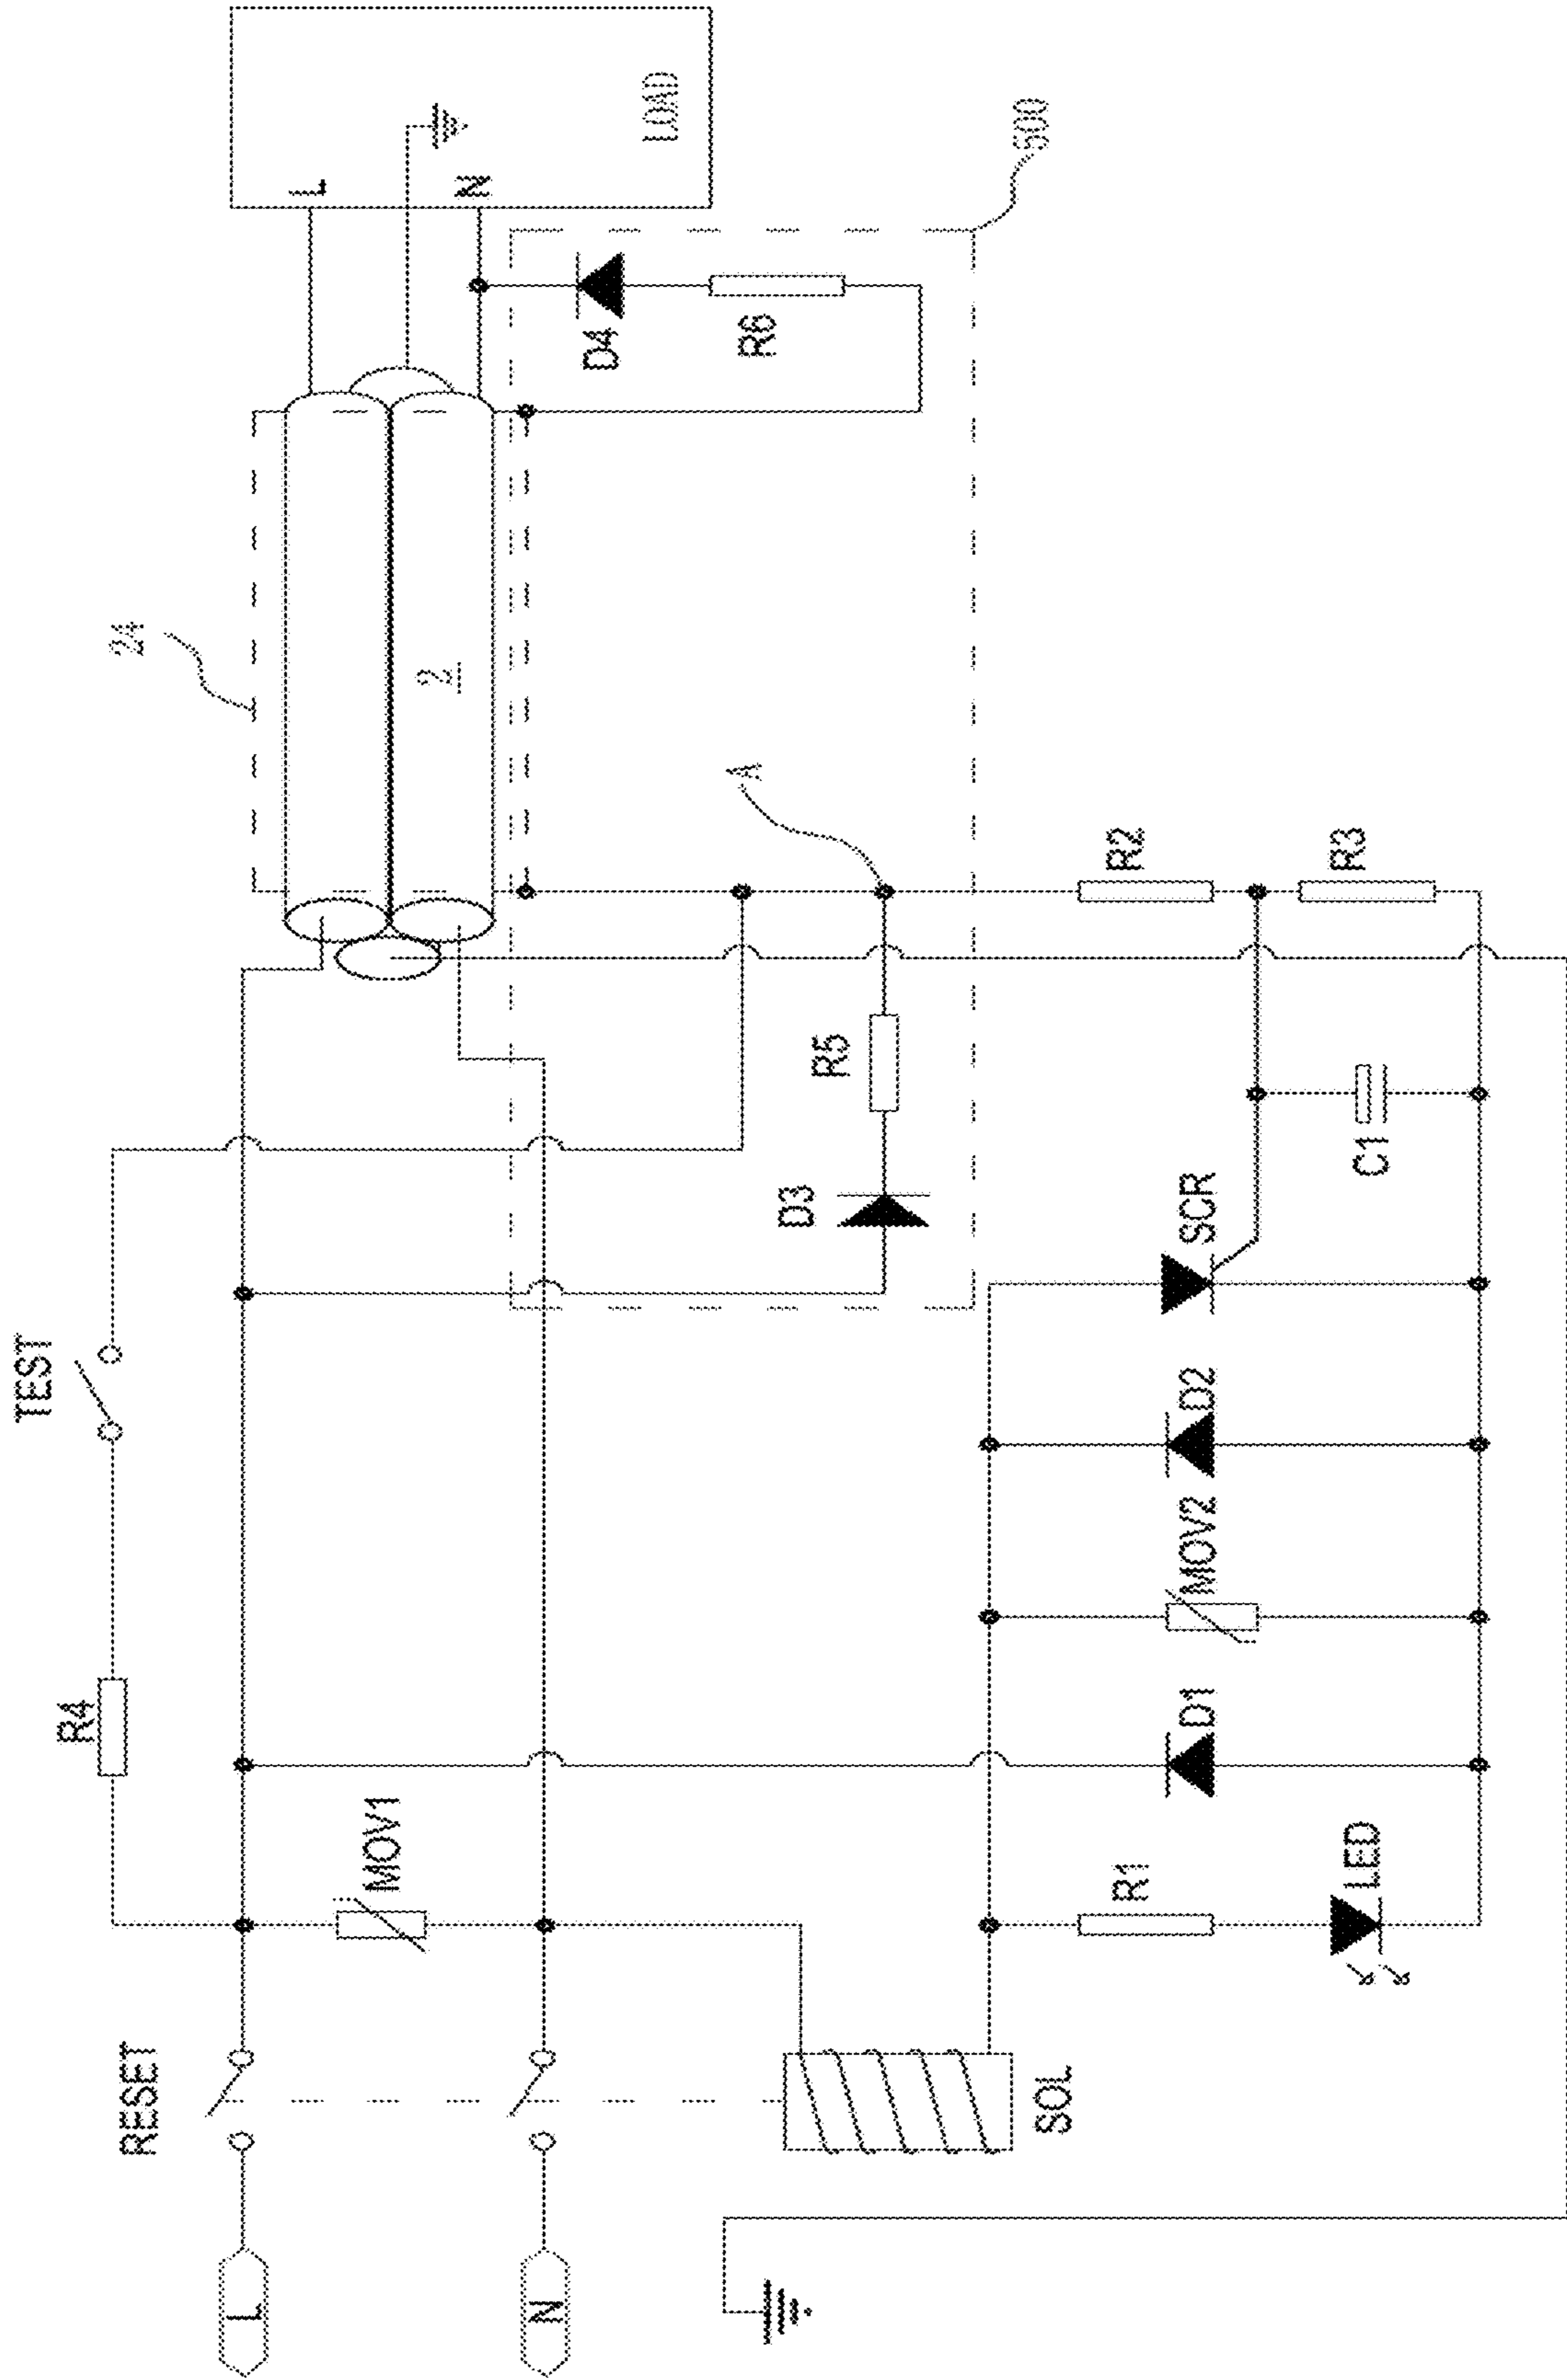 TEST
R4
RESET
L
N
MOV1
SOL
R1
LED
D1
MOV2
D2
SCR
C1
D3
R5
A
R2
R3
24
2
L
N
LOAD
D4
R6
500